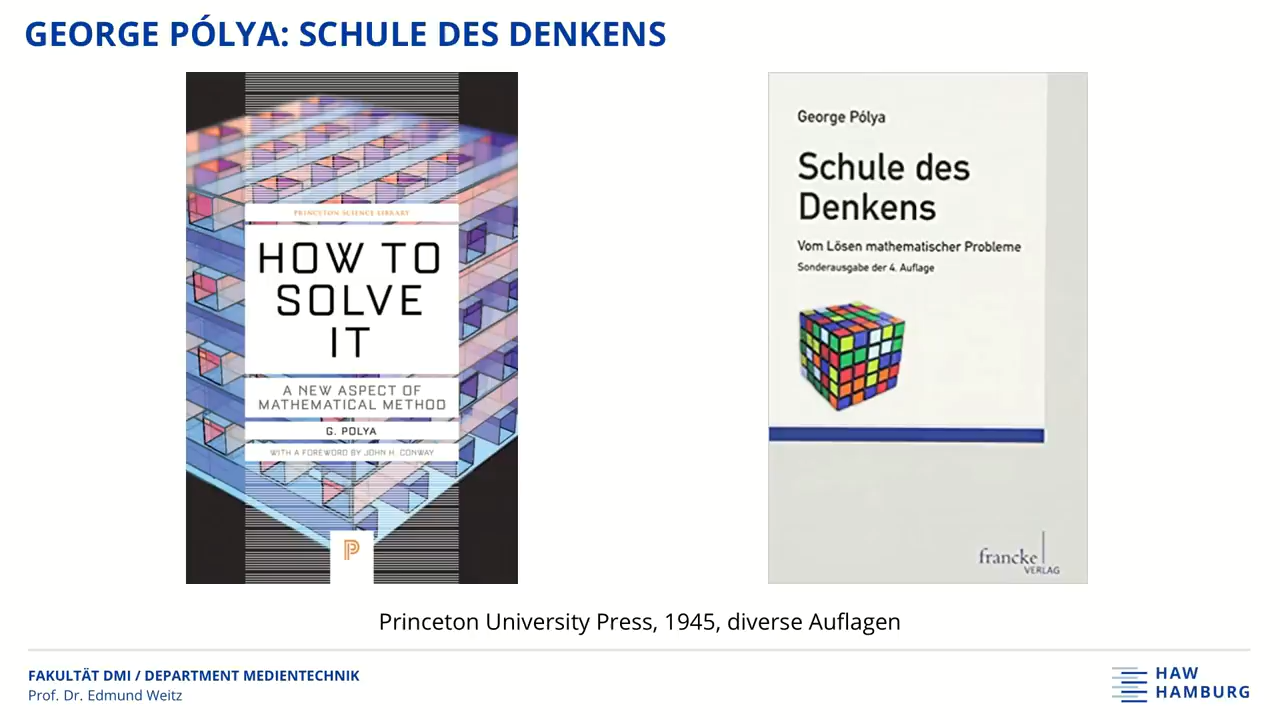 GEORGE PÓLYA: SCHULE DES DENKENS
PRINCETON SCIENCE LIBRARY
HOW TO
SOLVE
IT
A NEW ASPECT OF
MATHEMATICAL METHOD
G. POLYA
WITH A FOREWORD BY JOHN H. CONWAY
P
George Pólya
Schule des
Denkens
Vom Lösen mathematischer Probleme
Sonderausgabe der 4. Auflage
francke
VERLAG
Princeton University Press, 1945, diverse Auflagen
FAKULTÄT DMI / DEPARTMENT MEDIENTECHNIK
Prof. Dr. Edmund Weitz
HAW
HAMBURG